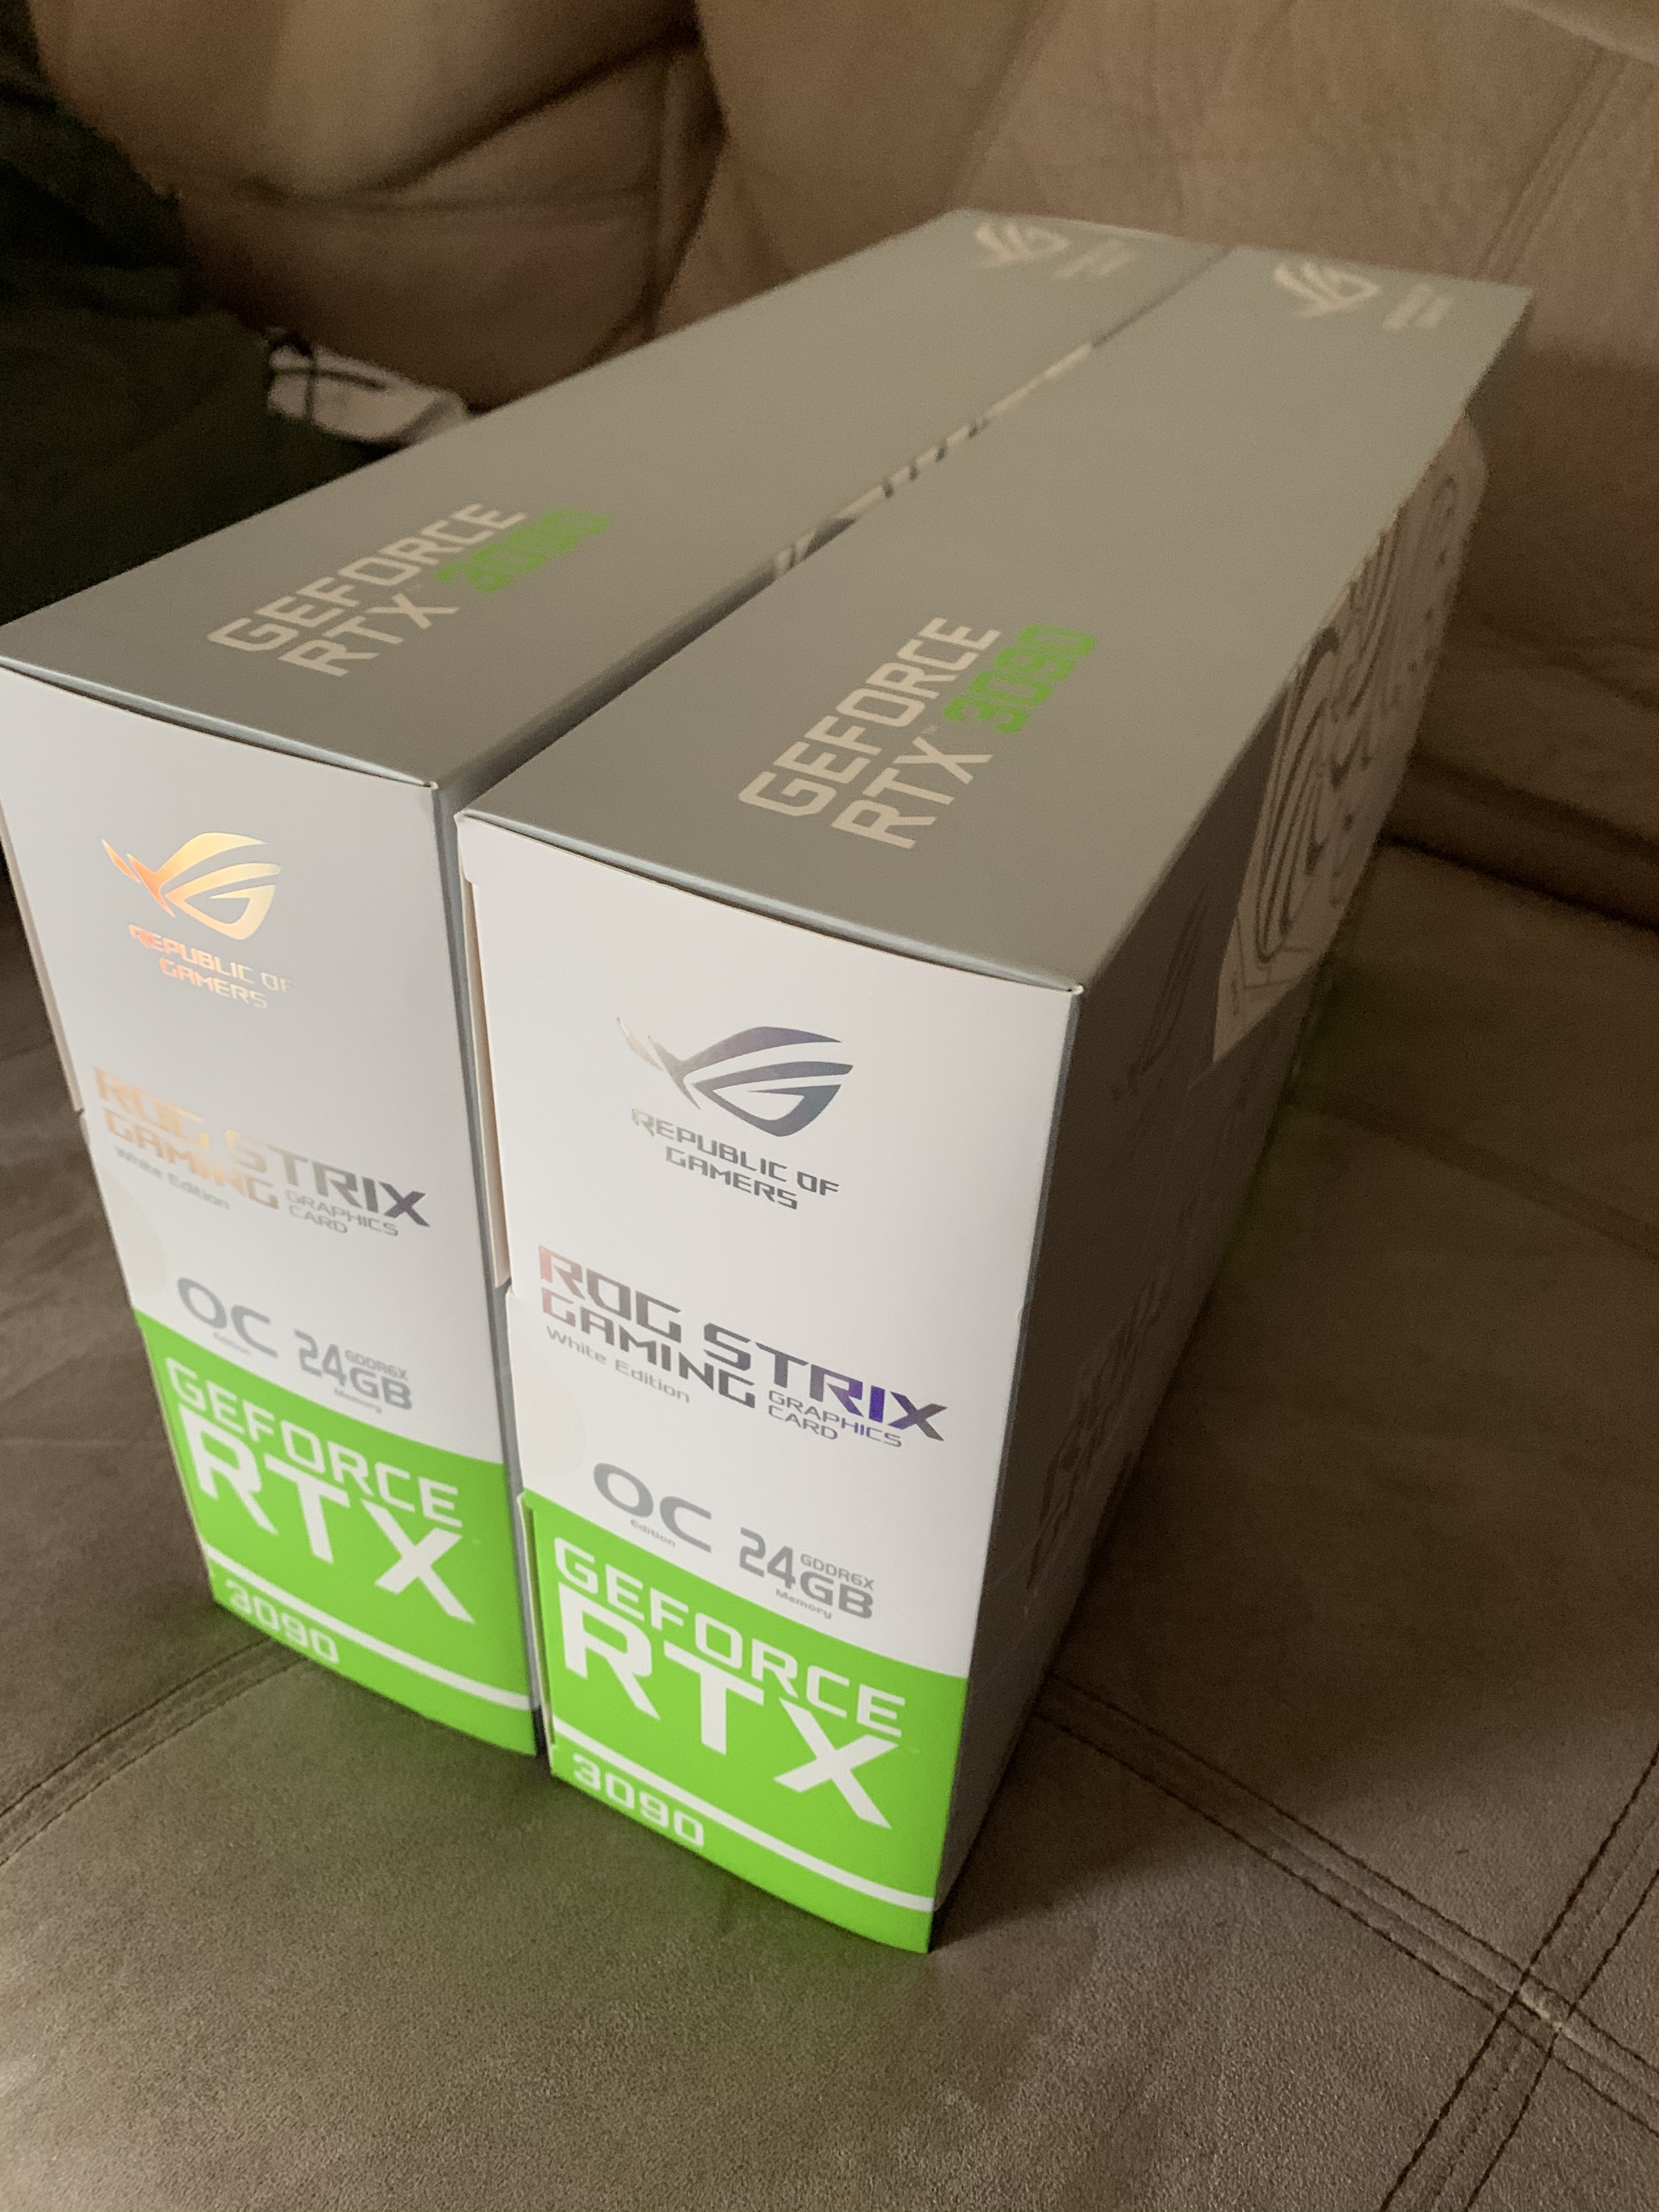 GEFORCE
RTX 3090
REPUBLIC OF
GAMERS
ROG STRIX
GAMING GRAPHICS
CARD
White Edition
OC
Edition
24GB GDDR6X
Memory
GEFORCE
RTX
3090
GEFORCE
RTX™ 3090
REPUBLIC OF
GAMERS
ROG STRIX
GAMING GRAPHICS
CARD
White Edition
OC
Edition
24GB GDDR6X
Memory
GEFORCE
RTX
3090